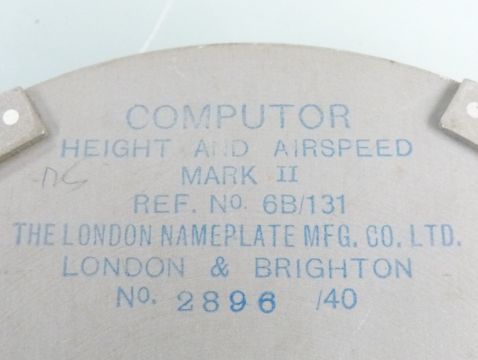 COMPUTOR
HEIGHT AND AIRSPEED
MARK II
REF. No. 6B/131
THE LONDON NAMEPLATE MFG. CO. LTD.
LONDON & BRIGHTON
No. 2896 /40